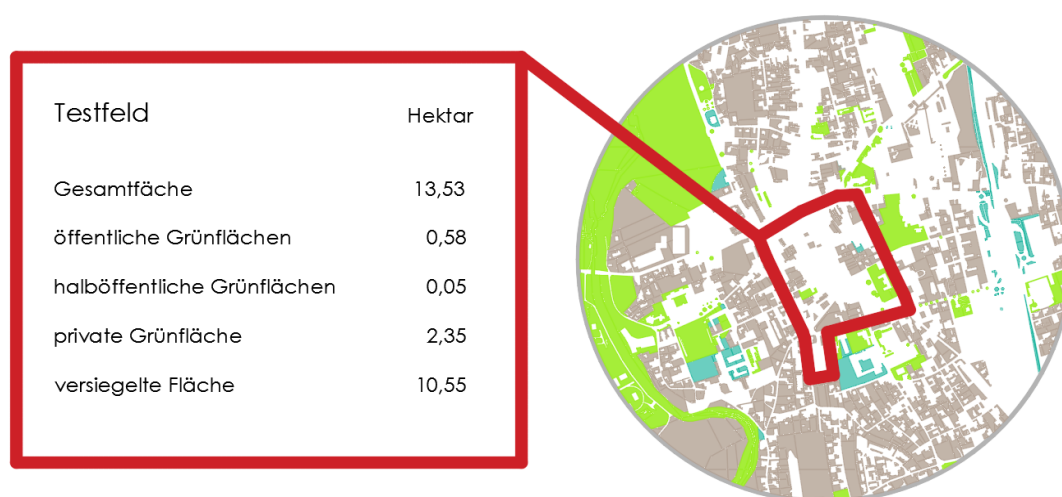 Testfeld Hektar
Gesamtfäche 13,53
öffentliche Grünflächen 0,58
halböffentliche Grünflächen 0,05
private Grünfläche 2,35
versiegelte Fläche 10,55